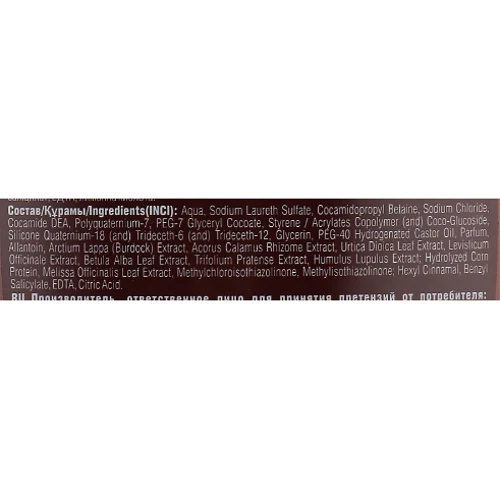 Состав/Құрамы/Ingredients(INCI): Aqua, Sodium Laureth Sulfate, Cocamidopropyl Betaine, Sodium Chloride,
Cocamide DEA, Polyquaternium-7, PEG-7 Glyceryl Cocoate, Styrene / Acrylates Copolymer (and) Coco-Glucoside,
Silicone Quaternium-18 (and) Trideceth-6 (and) Trideceth-12, Glycerin, PEG-40 Hydrogenated Castor Oil, Parfum,
Allantoin, Arctium Lappa (Burdock) Extract, Acorus Calamus Rhizome Extract, Urtica Dioica Leaf Extract, Levisticum
Officinale Extract, Betula Alba Leaf Extract, Trifolium Pratense Extract, Humulus Lupulus Extract; Hydrolyzed Corn
Protein, Melissa Officinalis Leaf Extract, Methylchloroisothiazolinone, Methylisothiazolinone; Hexyl Cinnamal, Benzyl
Salicylate, EDTA, Citric Acid.
RU Производитель, ответственное лицо для принятия претензий от потребителя: